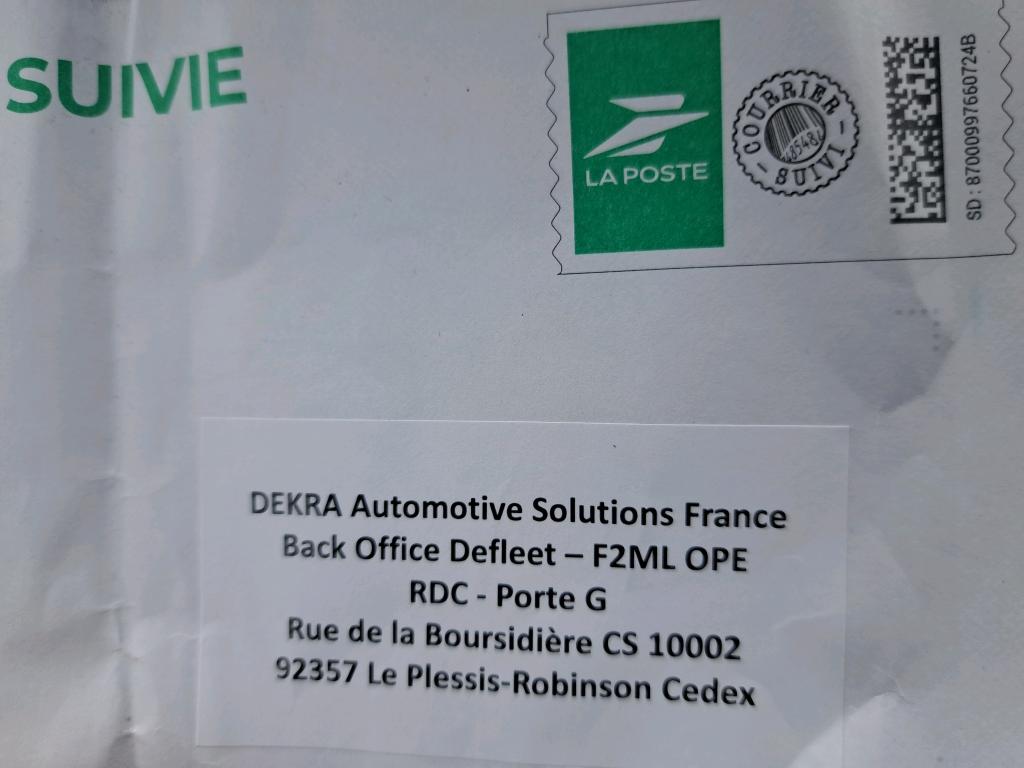 SUIVIE
LA POSTE
COURRIER
SUIVI
SD : 87000997660724B
DEKRA Automotive Solutions France
Back Office Defleet – F2ML OPE
RDC - Porte G
Rue de la Boursidière CS 10002
92357 Le Plessis-Robinson Cedex